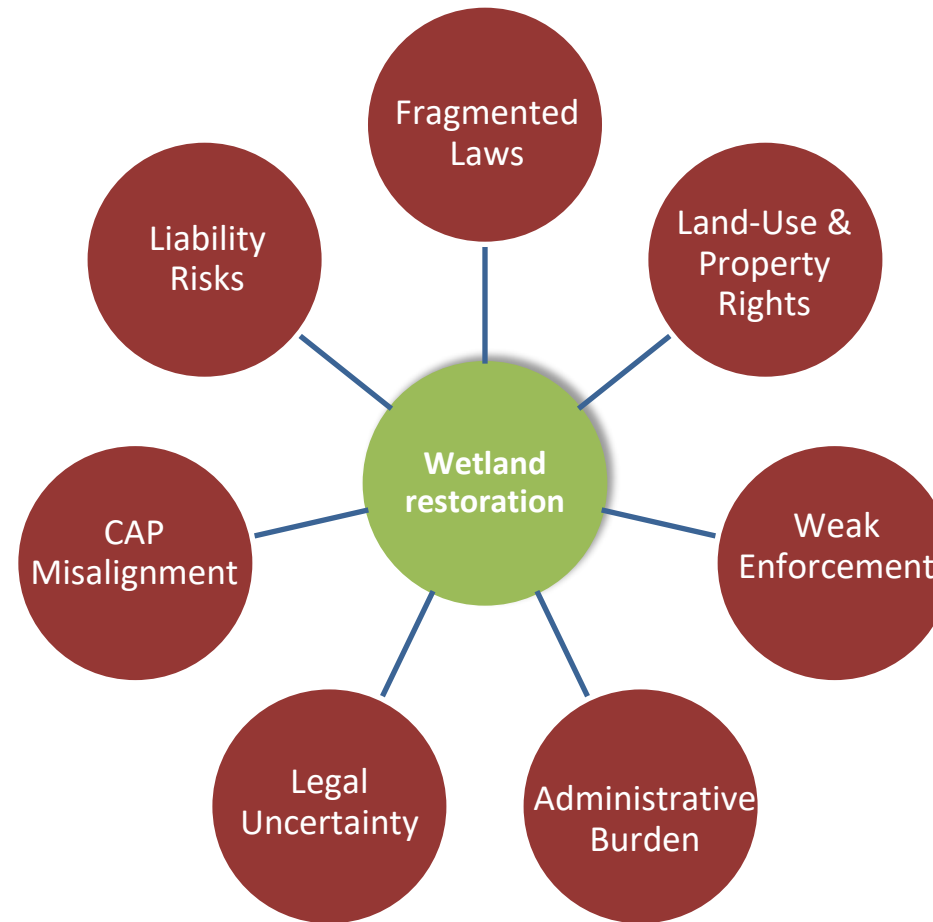 Fragmented
Laws
Land-Use &
Property
Rights
Liability
Risks
Wetland
restoration
Weak
Enforcement
CAP
Misalignment
Administrative
Burden
Legal
Uncertainty